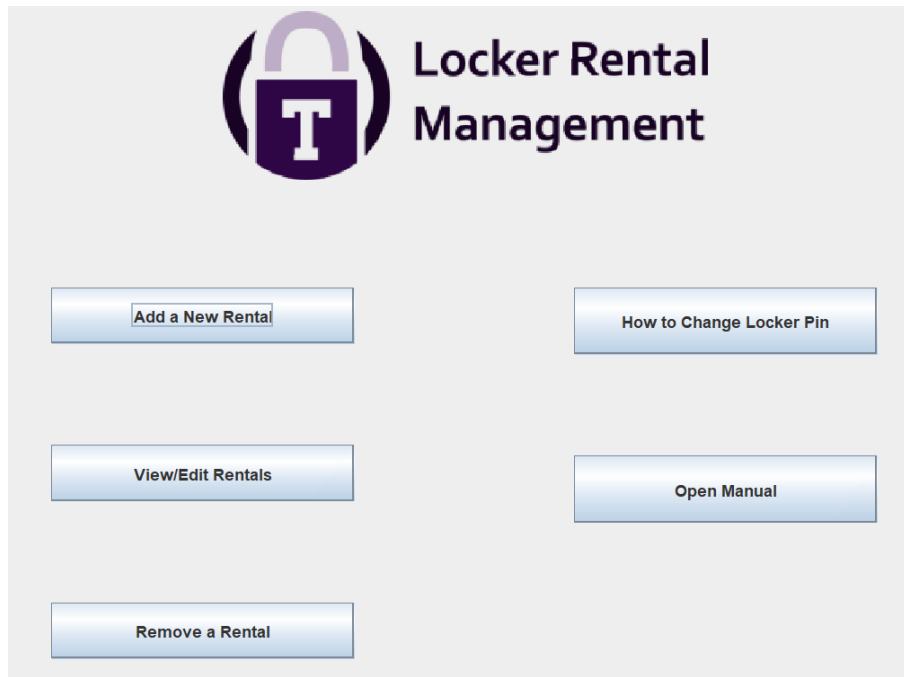 T
Locker Rental
Management
Add a New Rental
How to Change Locker Pin
View/Edit Rentals
Open Manual
Remove a Rental